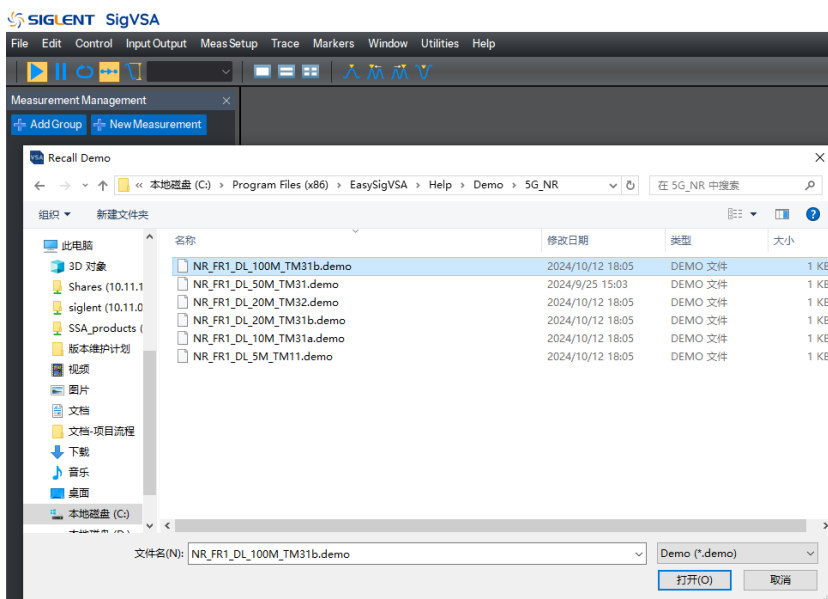 SIGLENT SigVSA
File Edit Control Input Output Meas Setup Trace Markers Window Utilities Help
Measurement Management
Add Group New Measurement
VSA Recall Demo
« 本地磁盘 (C:) › Program Files (x86) › EasySigVSA › Help › Demo › 5G_NR 在 5G_NR 中搜索
组织 新建文件夹
名称 修改日期 类型 大小
此电脑
3D 对象
Shares (10.11.1
siglent (10.11.0
SSA_products (
版本维护计划
视频
图片
文档
文档-项目流程
下载
音乐
桌面
本地磁盘 (C:)
NR_FR1_DL_100M_TM31b.demo 2024/10/12 18:05 DEMO 文件 1 KB
NR_FR1_DL_50M_TM31.demo 2024/9/25 15:03 DEMO 文件 1 KB
NR_FR1_DL_20M_TM32.demo 2024/10/12 18:05 DEMO 文件 1 KB
NR_FR1_DL_20M_TM31b.demo 2024/10/12 18:05 DEMO 文件 1 KB
NR_FR1_DL_10M_TM31a.demo 2024/10/12 18:05 DEMO 文件 1 KB
NR_FR1_DL_5M_TM11.demo 2024/10/12 18:05 DEMO 文件 1 KB
文件名(N): NR_FR1_DL_100M_TM31b.demo Demo (*.demo)
打开(O) 取消